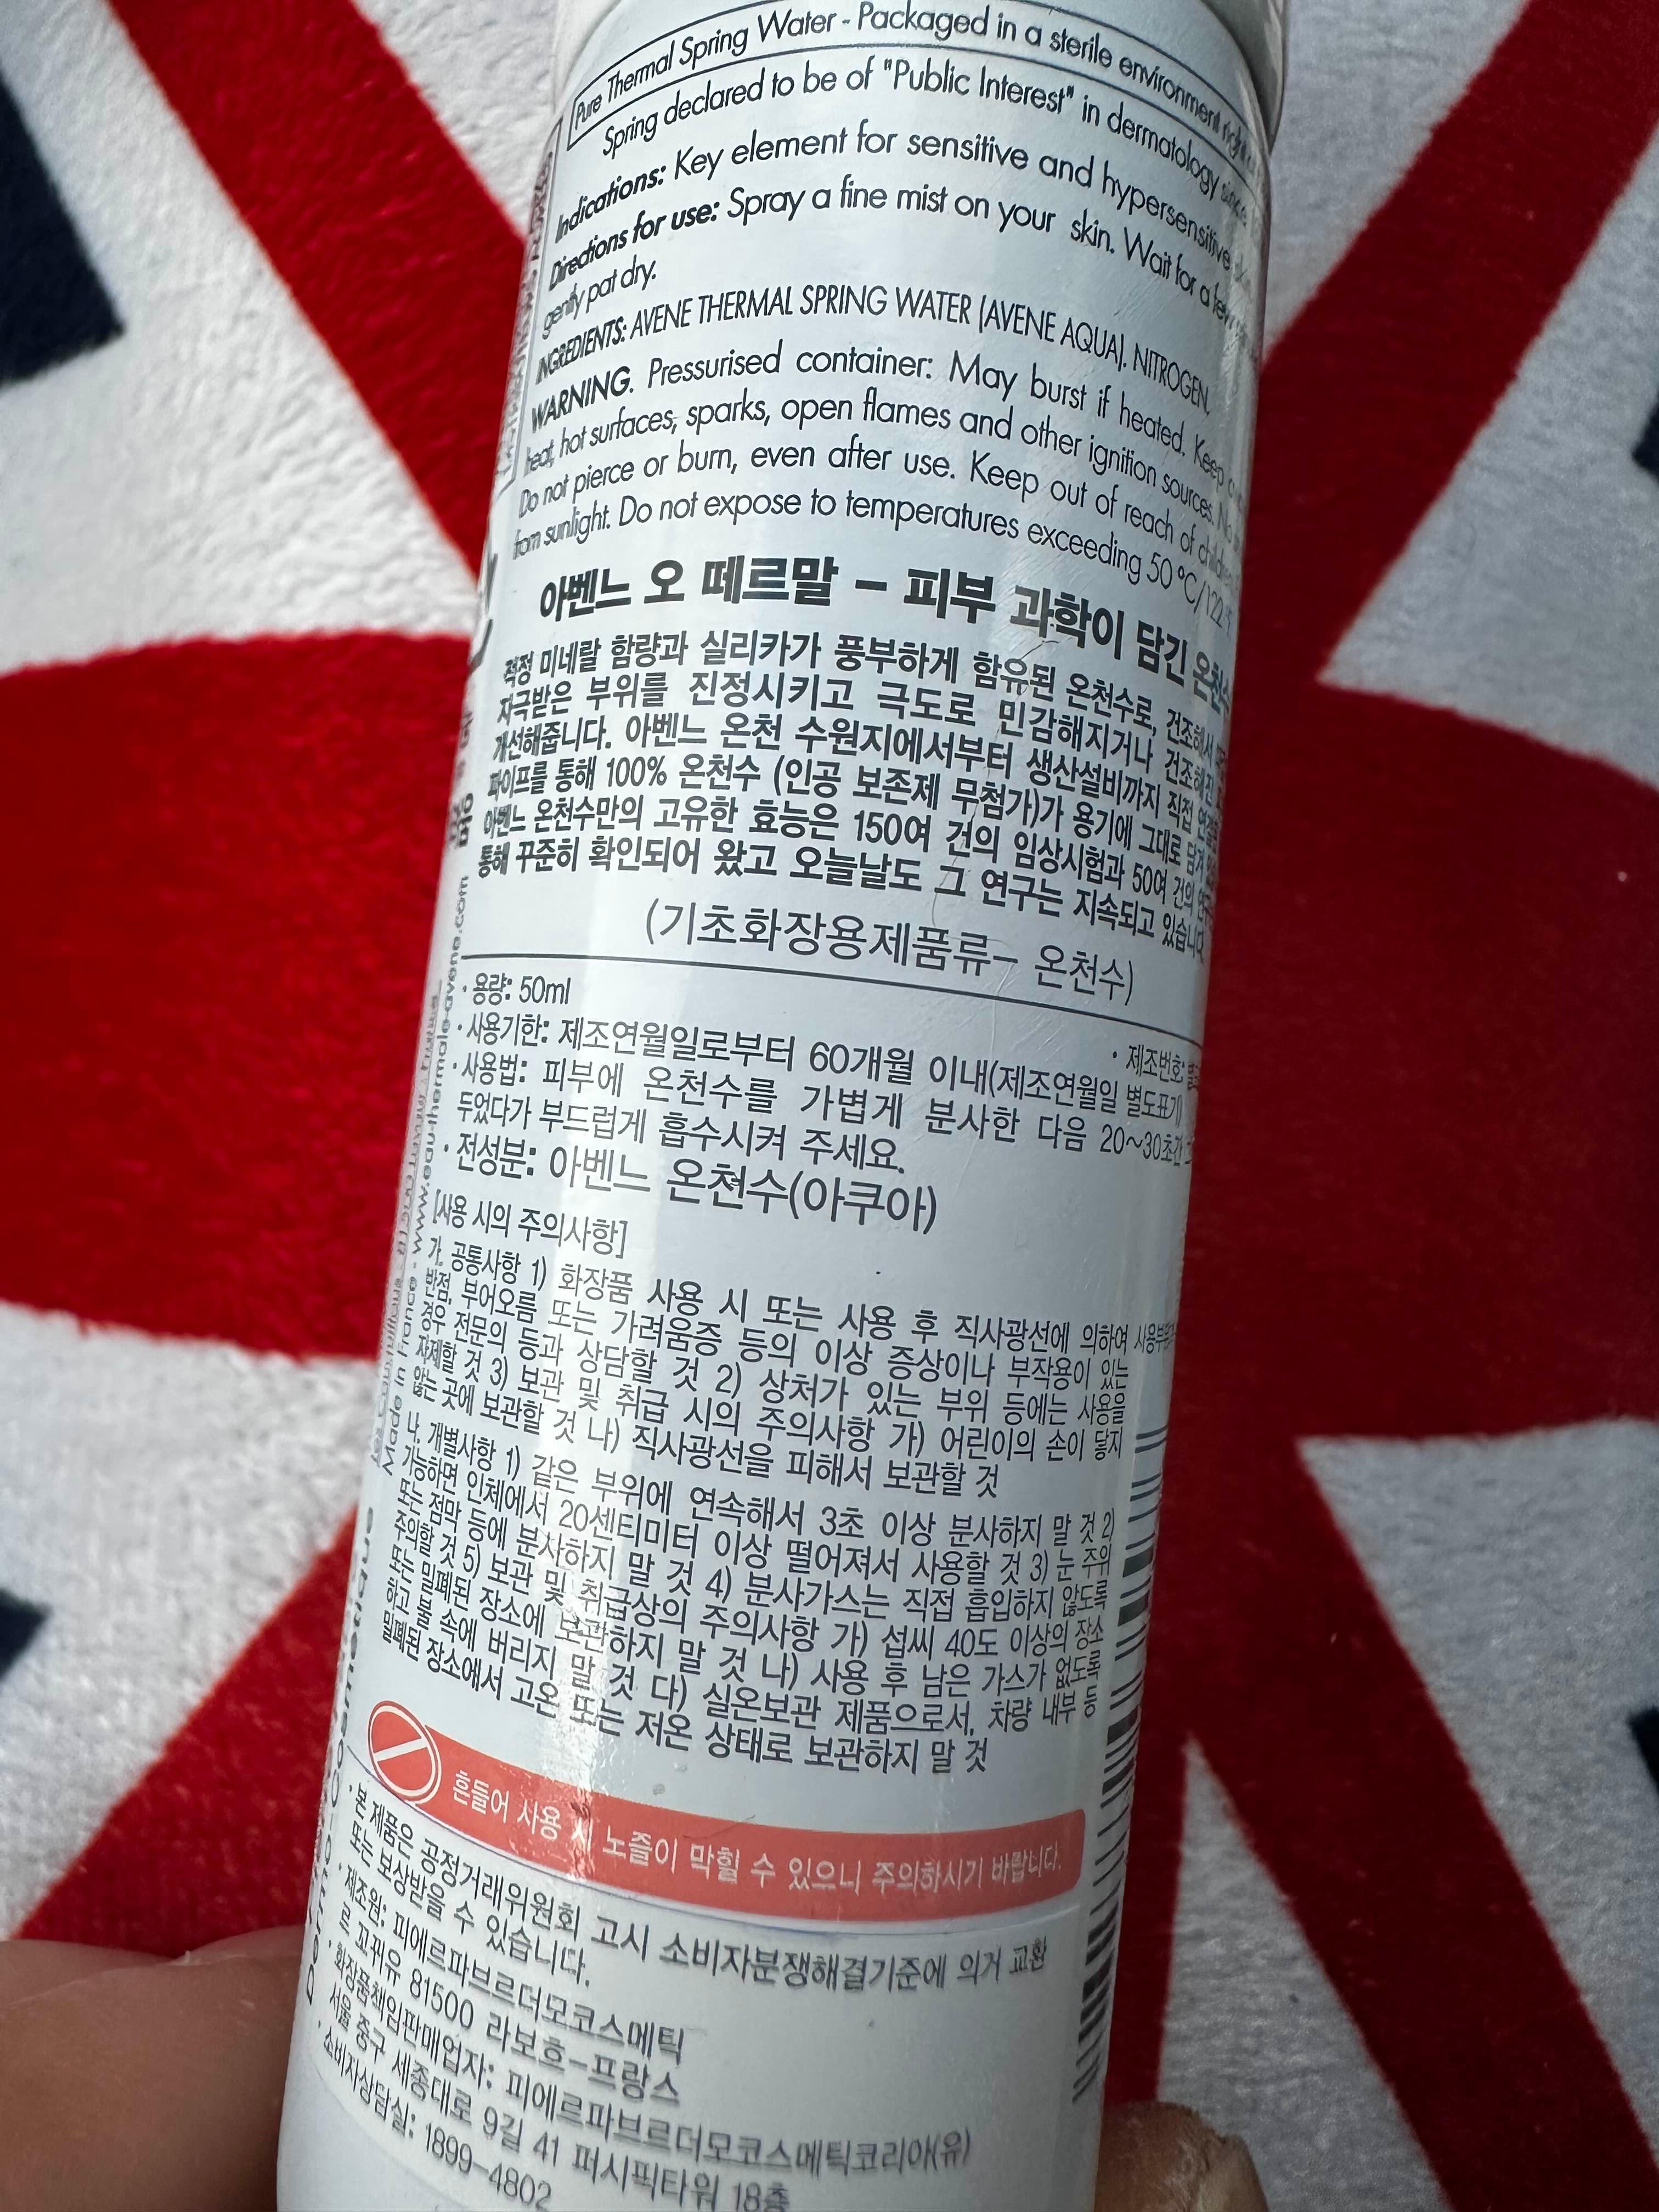 Pure Thermal Spring Water - Packaged in a sterile environment right
Spring declared to be of "Public Interest" in dermatology since
Indications: Key element for sensitive and hypersensitive
Directions for use: Spray a fine mist on your skin. Wait for a few
gently pat dry.
INGREDIENTS: AVENE THERMAL SPRING WATER (AVENE AQUA). NITROGEN.
WARNING. Pressurised container: May burst if heated. Keep
heat, hot surfaces, sparks, open flames and other ignition sources. No
Do not pierce or burn, even after use. Keep out of reach of children.
from sunlight. Do not expose to temperatures exceeding 50 °C/122 °F
아벤느 오 떼르말 – 피부 과학이 담긴 온천수
적정 미네랄 함량과 실리카가 풍부하게 함유된 온천수로, 건조해서
자극받은 부위를 진정시키고 극도로 민감해지거나 건조해진
개선해줍니다. 아벤느 온천 수원지에서부터 생산설비까지 직접
파이프를 통해 100% 온천수 (인공 보존제 무첨가)가 용기에 그대로 담겨
아벤느 온천수만의 고유한 효능은 150여 건의 임상시험과 50여 건의
통해 꾸준히 확인되어 왔고 오늘날도 그 연구는 지속되고 있습니다.
(기초화장용제품류– 온천수)
· 용량: 50ml · 제조번호:
· 사용기한: 제조연월일로부터 60개월 이내(제조연월일 별도표기)
· 사용법: 피부에 온천수를 가볍게 분사한 다음 20~30초간
두었다가 부드럽게 흡수시켜 주세요.
· 전성분: 아벤느 온천수(아쿠아)
[사용 시의 주의사항]
가. 공통사항 1) 화장품 사용 시 또는 사용 후 직사광선에 의하여
반점, 부어오름 또는 가려움증 등의 이상 증상이나 부작용이 있는
경우 전문의 등과 상담할 것 2) 상처가 있는 부위 등에는 사용을
자제할 것 3) 보관 및 취급 시의 주의사항 가) 어린이의 손이 닿지
않는 곳에 보관할 것 나) 직사광선을 피해서 보관할 것
나. 개별사항 1) 같은 부위에 연속해서 3초 이상 분사하지 말 것 2)
가능하면 인체에서 20센티미터 이상 떨어져서 사용할 것 3) 눈 주위
또는 점막 등에 분사하지 말 것 4) 분사가스는 직접 흡입하지 않도록
주의할 것 5) 보관 및 취급상의 주의사항 가) 섭씨 40도 이상의 장소
또는 밀폐된 장소에 보관하지 말 것 나) 사용 후 남은 가스가 없도록
하고 불 속에 버리지 말 것 다) 실온보관 제품으로서, 차량 내부 등
밀폐된 장소에서 고온 또는 저온 상태로 보관하지 말 것
흔들어 사용 시 노즐이 막힐 수 있으니 주의하시기 바랍니다.
· 본 제품은 공정거래위원회 고시 소비자분쟁해결기준에 의거 교환
또는 보상받을 수 있습니다.
· 제조원: 피에르파브르더모코스메틱
르 꼬꾸유 81500 라보흐–프랑스
· 화장품책임판매업자: 피에르파브르더모코스메틱코리아(유)
서울 중구 세종대로 9길 41 퍼시픽타워 18층
· 소비자상담실: 1899–4802
Made in France - www.eau-thermale-avene.com